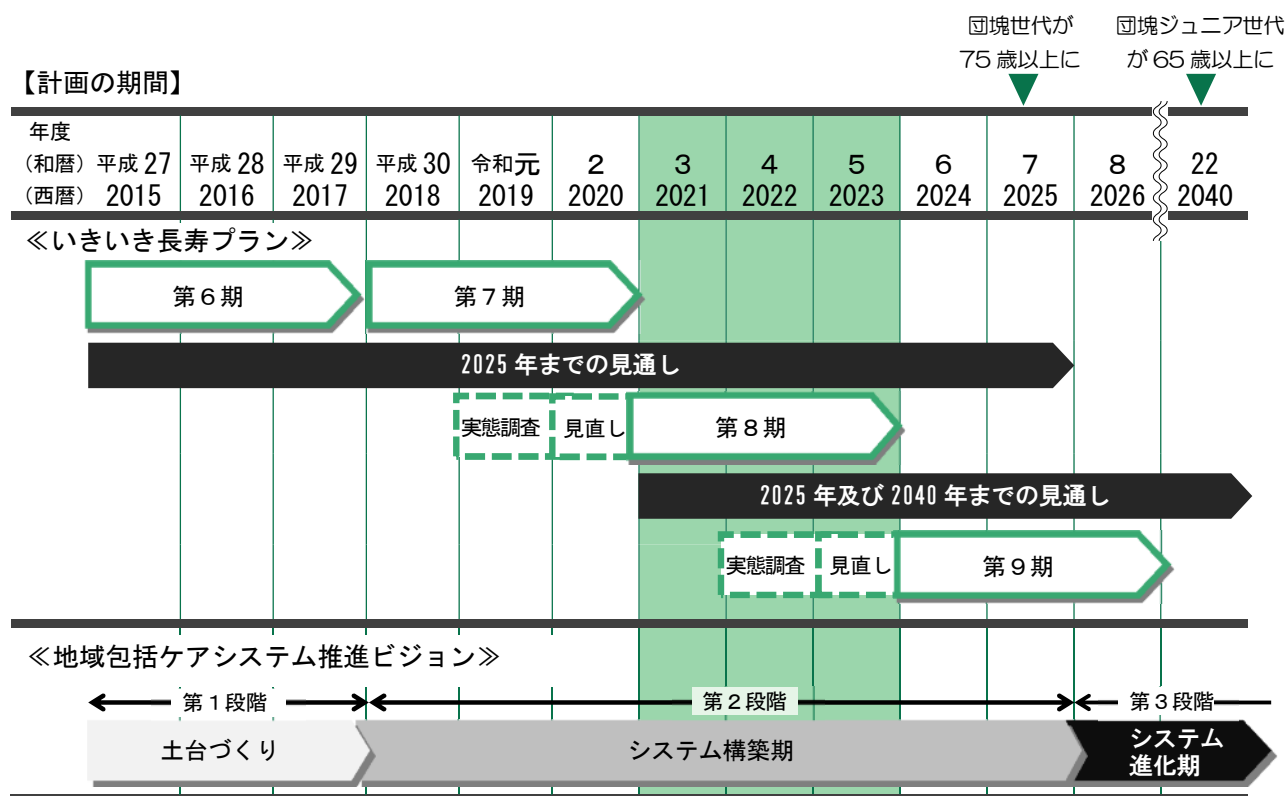 団塊世代が
75歳以上に
団塊ジュニア世代
が65歳以上に
【計画の期間】
年度
(和暦) 平成27 平成28 平成29 平成30 令和元 2 3 4 5 6 7 8 22
(西暦) 2015 2016 2017 2018 2019 2020 2021 2022 2023 2024 2025 2026 2040
≪いきいき長寿プラン≫
第6期 第7期
2025年までの見通し
実態調査 見直し 第8期
2025年及び2040年までの見通し
実態調査 見直し 第9期
≪地域包括ケアシステム推進ビジョン≫
第1段階 第2段階 第3段階
土台づくり システム構築期 システム
進化期